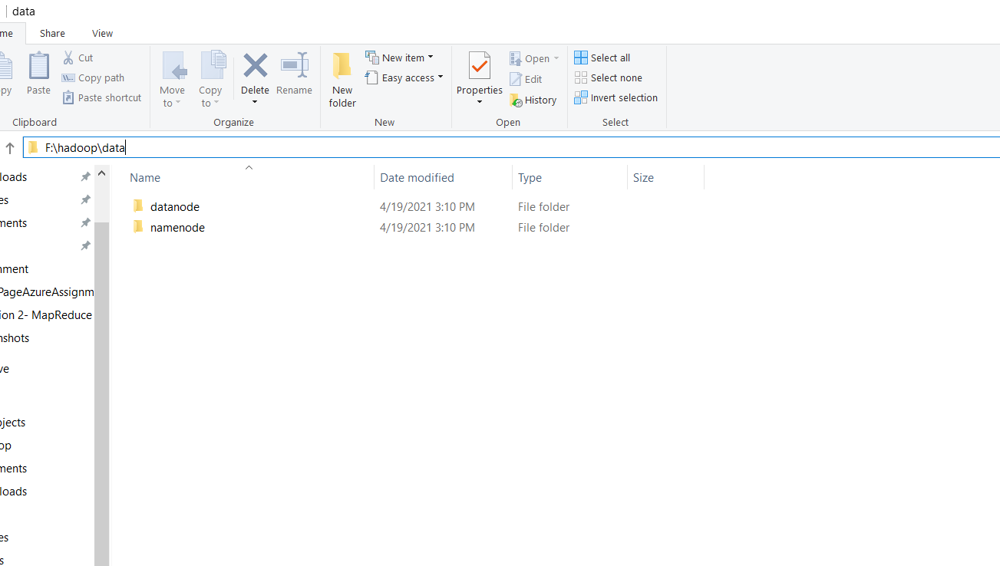 data
me Share View
Cut
Copy path
Paste shortcut
py Paste
Clipboard
Move to
Copy to
Delete Rename
Organize
New folder
New item
Easy access
New
Properties
Open
Edit
History
Open
Select all
Select none
Invert selection
Select
F:\hadoop\data
Name Date modified Type Size
datanode 4/19/2021 3:10 PM File folder
namenode 4/19/2021 3:10 PM File folder
loads
es
ments
nment
PageAzureAssignm
ion 2- MapReduce
nshots
ve
ojects
op
ments
loads
es
s